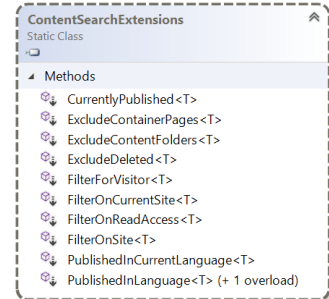 ContentSearchExtensions
Static Class
Methods
CurrentlyPublished<T>
ExcludeContainerPages<T>
ExcludeContentFolders<T>
ExcludeDeleted<T>
FilterForVisitor<T>
FilterOnCurrentSite<T>
FilterOnReadAccess<T>
FilterOnSite<T>
PublishedInCurrentLanguage<T>
PublishedInLanguage<T> (+ 1 overload)